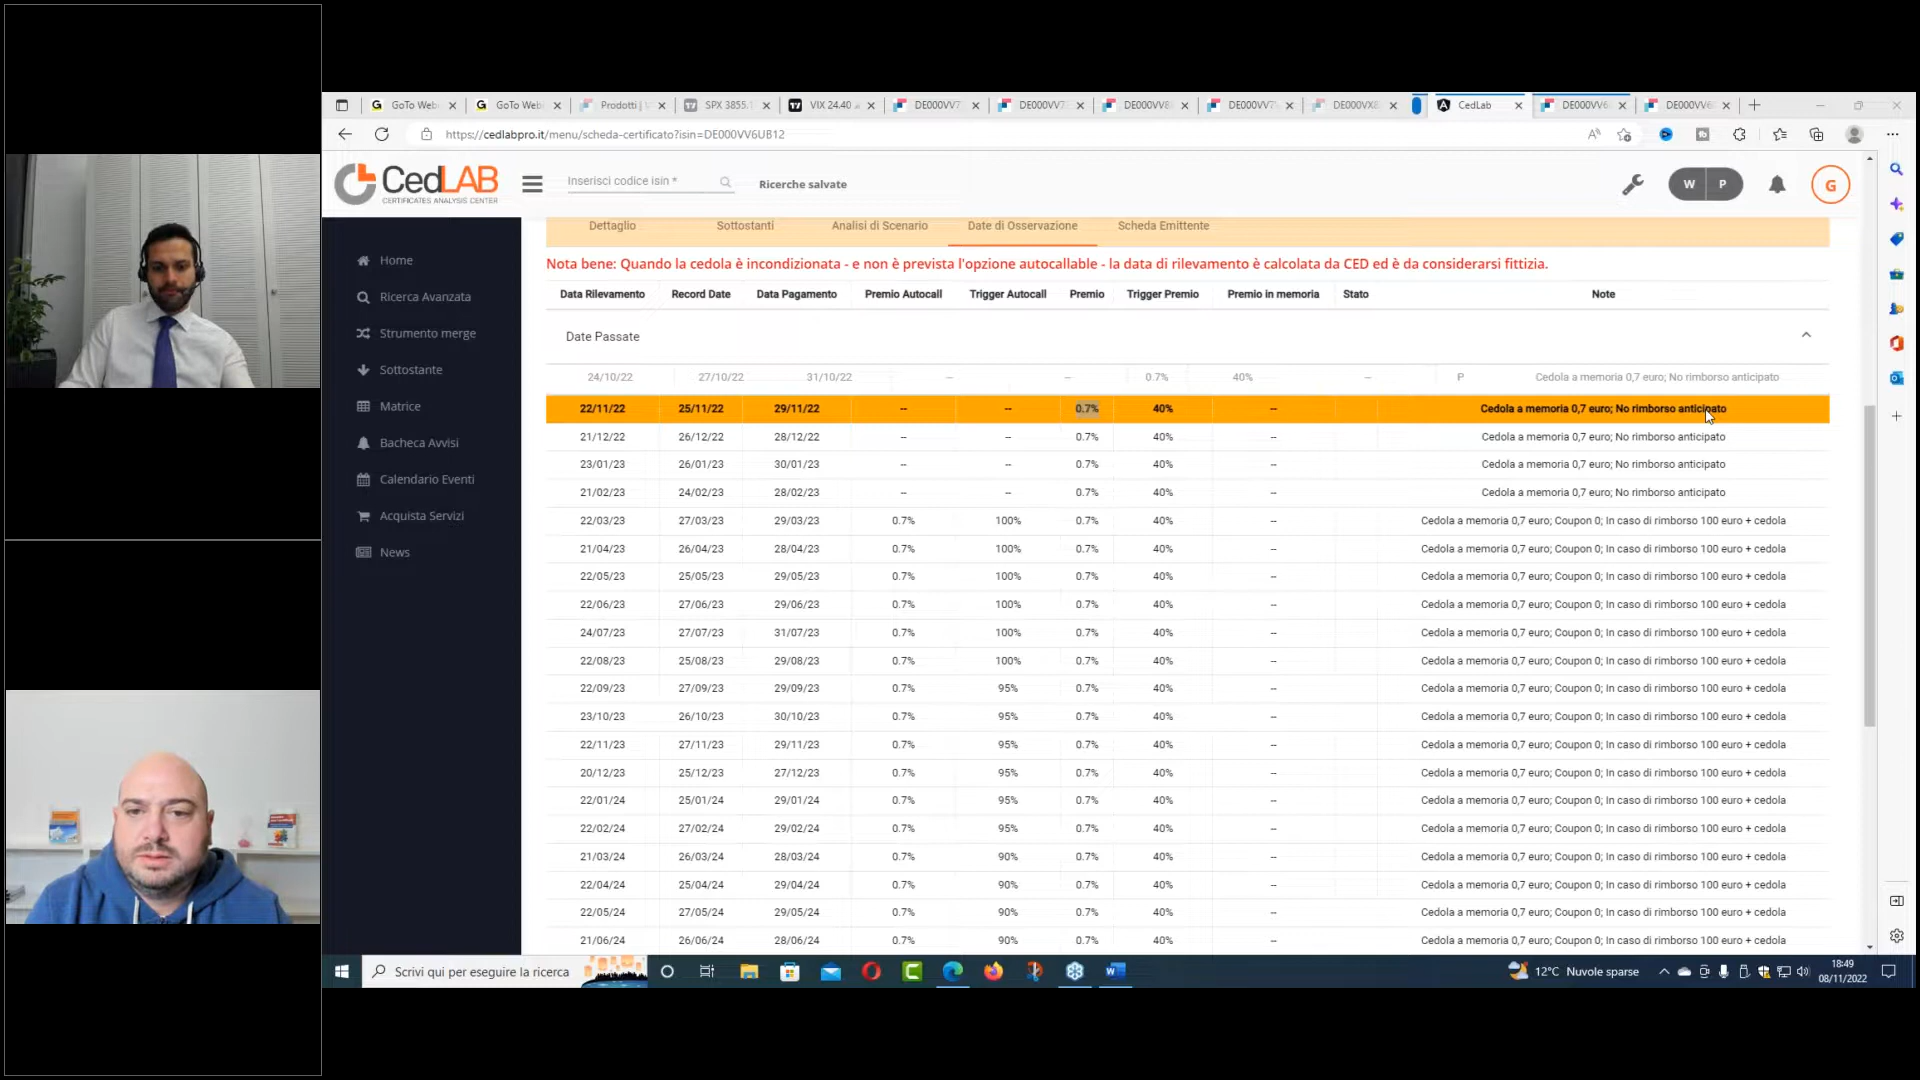 GoTo Web
GoTo Web
Prodotti |
SPX 3855.
VIX 24.40
DE000VV7
DE000VV7
DE000VV8
DE000VV7
DE000VX8
CedLab
DE000VV6
DE000VV6
https://cedlabpro.it/menu/scheda-certificato?isin=DE000VV6UB12
CedLAB
CERTIFICATES ANALYSIS CENTER
Inserisci codice isin *
Ricerche salvate
W P
G
Home
Ricerca Avanzata
Strumento merge
Sottostante
Matrice
Bacheca Avvisi
Calendario Eventi
Acquista Servizi
News
Dettaglio Sottostanti Analisi di Scenario Date di Osservazione Scheda Emittente
Nota bene: Quando la cedola è incondizionata - e non è prevista l'opzione autocallable - la data di rilevamento è calcolata da CED ed è da considerarsi fittizia.
Data Rilevamento Record Date Data Pagamento Premio Autocall Trigger Autocall Premio Trigger Premio Premio in memoria Stato Note
Date Passate
24/10/22 27/10/22 31/10/22 -- -- 0.7% 40% -- P Cedola a memoria 0,7 euro; No rimborso anticipato
22/11/22 25/11/22 29/11/22 -- -- 0.7% 40% -- Cedola a memoria 0,7 euro; No rimborso anticipato
21/12/22 26/12/22 28/12/22 -- -- 0.7% 40% -- Cedola a memoria 0,7 euro; No rimborso anticipato
23/01/23 26/01/23 30/01/23 -- -- 0.7% 40% -- Cedola a memoria 0,7 euro; No rimborso anticipato
21/02/23 24/02/23 28/02/23 -- -- 0.7% 40% -- Cedola a memoria 0,7 euro; No rimborso anticipato
22/03/23 27/03/23 29/03/23 0.7% 100% 0.7% 40% -- Cedola a memoria 0,7 euro; Coupon 0; In caso di rimborso 100 euro + cedola
21/04/23 26/04/23 28/04/23 0.7% 100% 0.7% 40% -- Cedola a memoria 0,7 euro; Coupon 0; In caso di rimborso 100 euro + cedola
22/05/23 25/05/23 29/05/23 0.7% 100% 0.7% 40% -- Cedola a memoria 0,7 euro; Coupon 0; In caso di rimborso 100 euro + cedola
22/06/23 27/06/23 29/06/23 0.7% 100% 0.7% 40% -- Cedola a memoria 0,7 euro; Coupon 0; In caso di rimborso 100 euro + cedola
24/07/23 27/07/23 31/07/23 0.7% 100% 0.7% 40% -- Cedola a memoria 0,7 euro; Coupon 0; In caso di rimborso 100 euro + cedola
22/08/23 25/08/23 29/08/23 0.7% 100% 0.7% 40% -- Cedola a memoria 0,7 euro; Coupon 0; In caso di rimborso 100 euro + cedola
22/09/23 27/09/23 29/09/23 0.7% 95% 0.7% 40% -- Cedola a memoria 0,7 euro; Coupon 0; In caso di rimborso 100 euro + cedola
23/10/23 26/10/23 30/10/23 0.7% 95% 0.7% 40% -- Cedola a memoria 0,7 euro; Coupon 0; In caso di rimborso 100 euro + cedola
22/11/23 27/11/23 29/11/23 0.7% 95% 0.7% 40% -- Cedola a memoria 0,7 euro; Coupon 0; In caso di rimborso 100 euro + cedola
20/12/23 25/12/23 27/12/23 0.7% 95% 0.7% 40% -- Cedola a memoria 0,7 euro; Coupon 0; In caso di rimborso 100 euro + cedola
22/01/24 25/01/24 29/01/24 0.7% 95% 0.7% 40% -- Cedola a memoria 0,7 euro; Coupon 0; In caso di rimborso 100 euro + cedola
22/02/24 27/02/24 29/02/24 0.7% 95% 0.7% 40% -- Cedola a memoria 0,7 euro; Coupon 0; In caso di rimborso 100 euro + cedola
21/03/24 26/03/24 28/03/24 0.7% 90% 0.7% 40% -- Cedola a memoria 0,7 euro; Coupon 0; In caso di rimborso 100 euro + cedola
22/04/24 25/04/24 29/04/24 0.7% 90% 0.7% 40% -- Cedola a memoria 0,7 euro; Coupon 0; In caso di rimborso 100 euro + cedola
22/05/24 27/05/24 29/05/24 0.7% 90% 0.7% 40% -- Cedola a memoria 0,7 euro; Coupon 0; In caso di rimborso 100 euro + cedola
21/06/24 26/06/24 28/06/24 0.7% 90% 0.7% 40% -- Cedola a memoria 0,7 euro; Coupon 0; In caso di rimborso 100 euro + cedola
Scrivi qui per eseguire la ricerca
12°C Nuvole sparse
18:49
08/11/2022